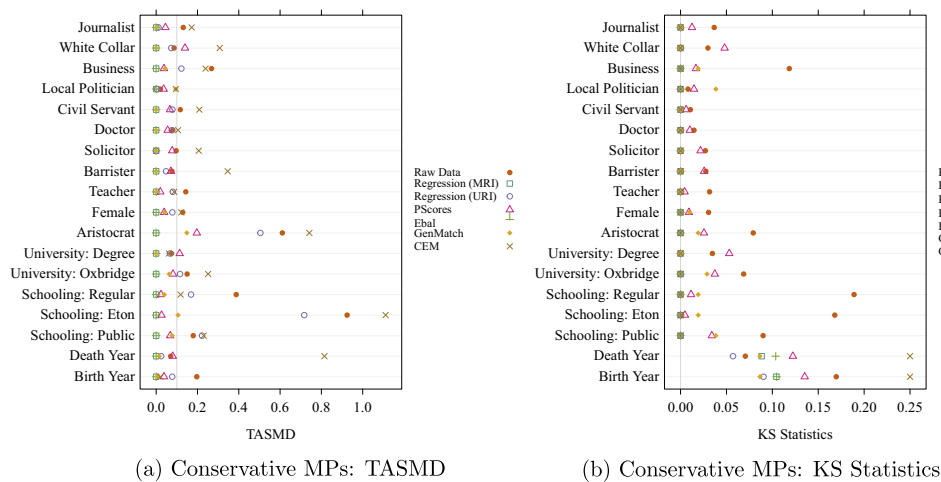 Journalist
White Collar
Business
Local Politician
Civil Servant
Doctor
Solicitor
Barrister
Teacher
Female
Aristocrat
University: Degree
University: Oxbridge
Schooling: Regular
Schooling: Eton
Schooling: Public
Death Year
Birth Year
0.0 0.2 0.4 0.6 0.8 1.0
TASMD
Raw Data
Regression (MRI)
Regression (URI)
PScores
Ebal
GenMatch
CEM
(a) Conservative MPs: TASMD
Journalist
White Collar
Business
Local Politician
Civil Servant
Doctor
Solicitor
Barrister
Teacher
Female
Aristocrat
University: Degree
University: Oxbridge
Schooling: Regular
Schooling: Eton
Schooling: Public
Death Year
Birth Year
0.00 0.05 0.10 0.15 0.20 0.25
KS Statistics
(b) Conservative MPs: KS Statistics